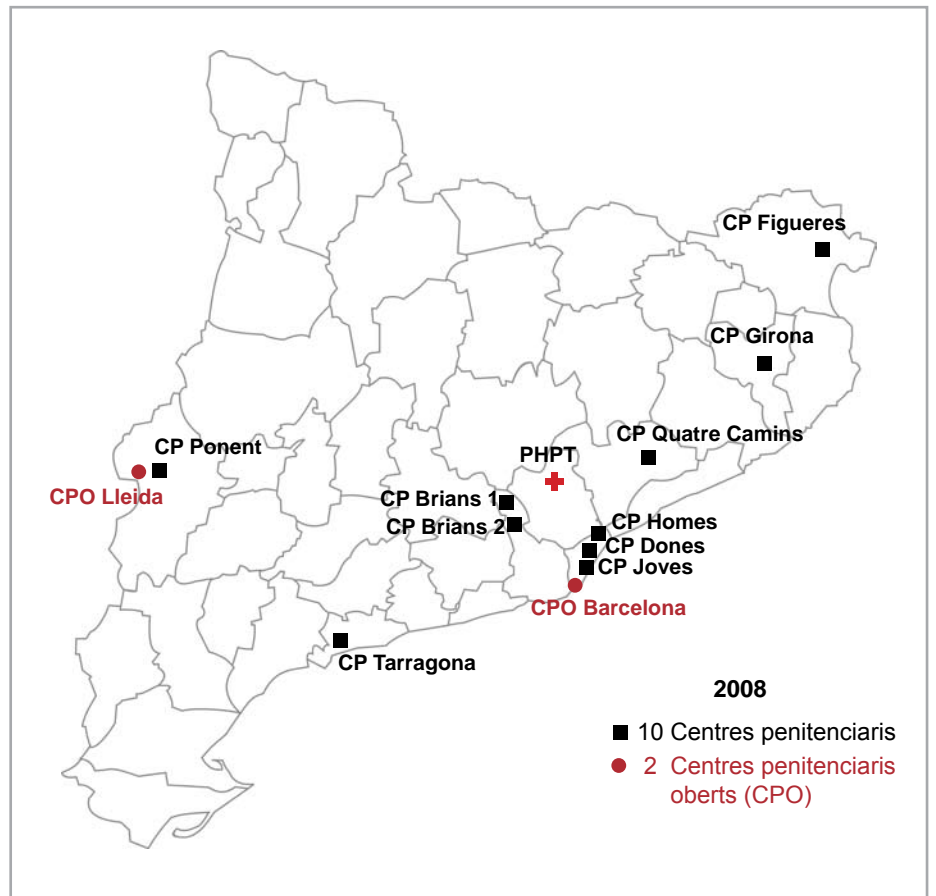 CP Figueres
CP Girona
CP Quatre Camins
CP Ponent
PHPT
CPO Lleida
CP Brians 1
CP Brians 2
CP Homes
CP Dones
CP Joves
CPO Barcelona
CP Tarragona
2008
10 Centres penitenciaris
2 Centres penitenciaris
oberts (CPO)